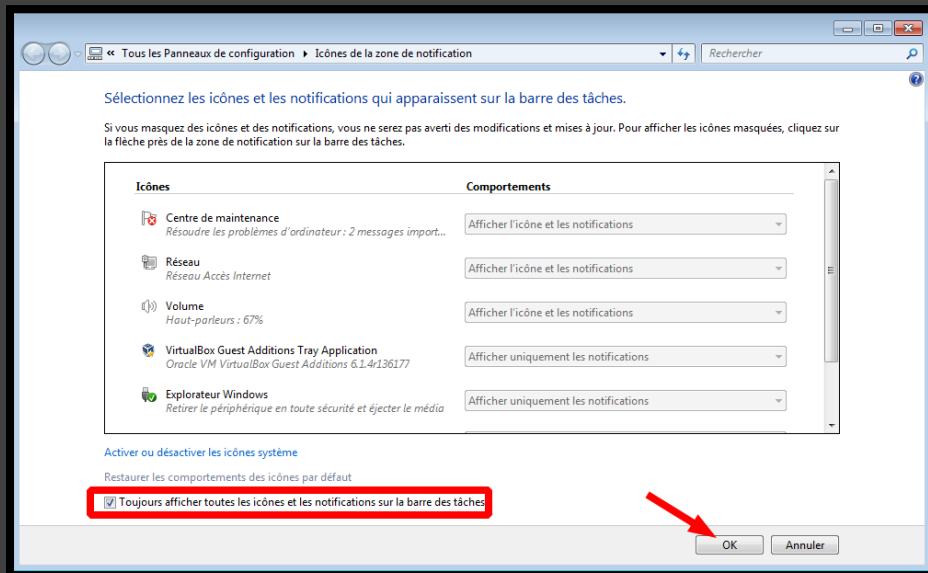 « Tous les Panneaux de configuration Icônes de la zone de notification
Rechercher
Sélectionnez les icônes et les notifications qui apparaissent sur la barre des tâches.
Si vous masquez des icônes et des notifications, vous ne serez pas averti des modifications et mises à jour. Pour afficher les icônes masquées, cliquez sur
la flèche près de la zone de notification sur la barre des tâches.
Icônes Comportements
Centre de maintenance
Résoudre les problèmes d'ordinateur : 2 messages import...
Afficher l'icône et les notifications
Réseau
Réseau Accès Internet
Afficher l'icône et les notifications
Volume
Haut-parleurs : 67%
Afficher l'icône et les notifications
VirtualBox Guest Additions Tray Application
Oracle VM VirtualBox Guest Additions 6.1.4r136177
Afficher uniquement les notifications
Explorateur Windows
Retirer le périphérique en toute sécurité et éjecter le média
Afficher uniquement les notifications
Activer ou désactiver les icônes système
Restaurer les comportements des icônes par défaut
Toujours afficher toutes les icônes et les notifications sur la barre des tâches
OK Annuler